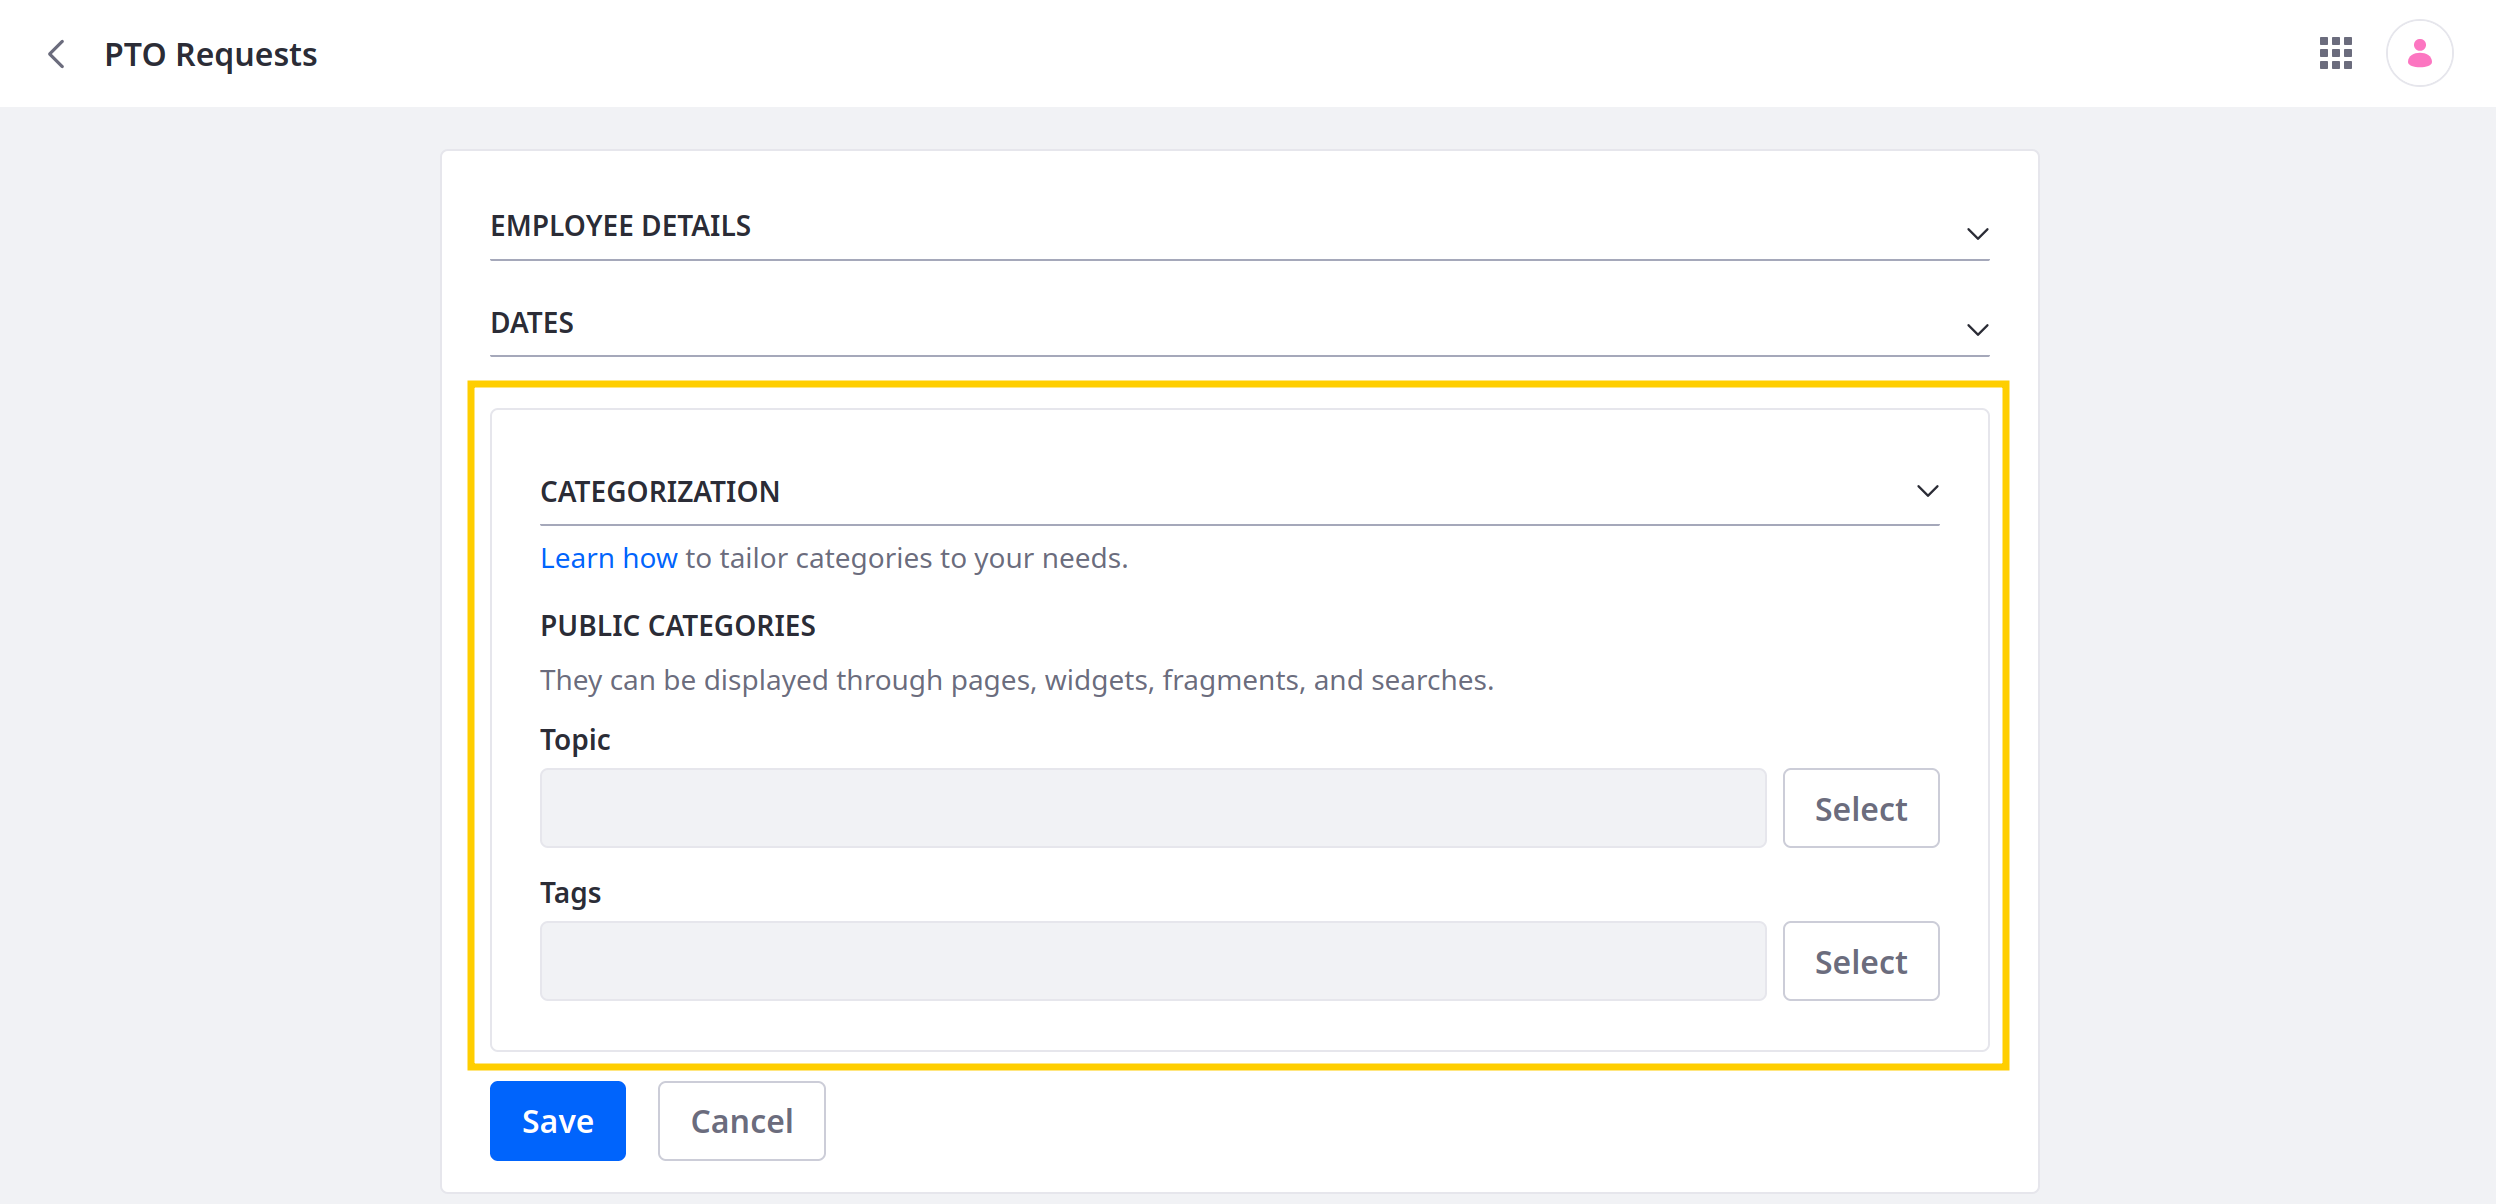 PTO Requests
EMPLOYEE DETAILS
DATES
CATEGORIZATION
Learn how to tailor categories to your needs.
PUBLIC CATEGORIES
They can be displayed through pages, widgets, fragments, and searches.
Topic
Select
Tags
Select
Save Cancel